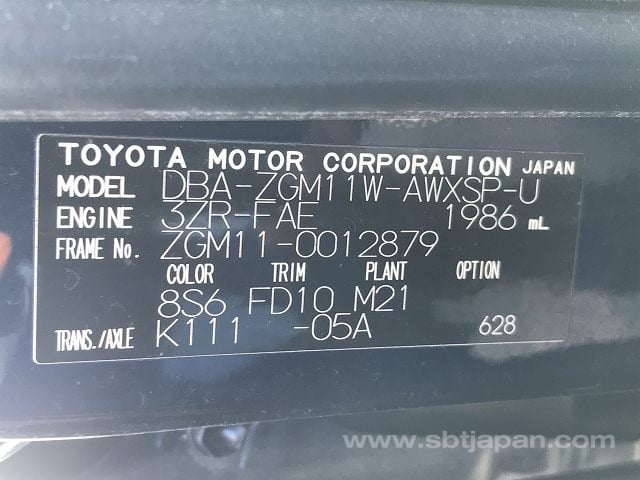 TOYOTA MOTOR CORPORATION JAPAN
MODEL DBA-ZGM11W-AWXSP-U
ENGINE 3ZR-FAE 1986 mL
FRAME No. ZGM11-0012879
COLOR TRIM PLANT OPTION
8S6 FD10 M21
TRANS./AXLE K111 -05A 628
www.sbtjapan.com